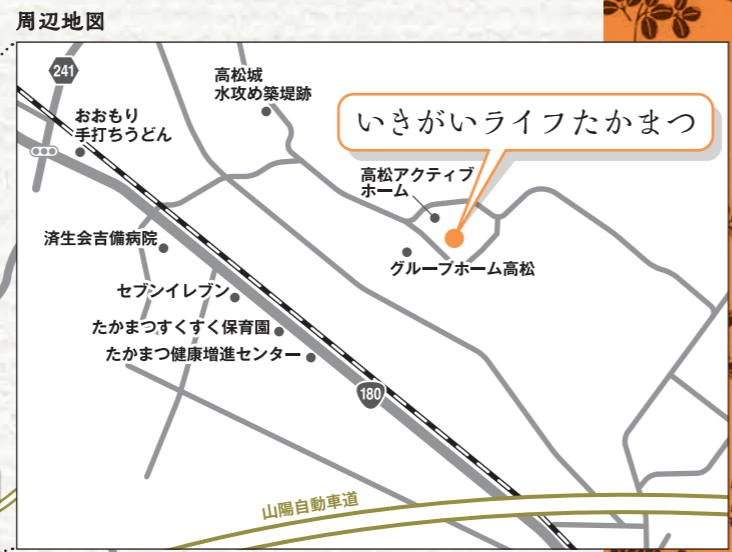 周辺地図
241
高松城
水攻め築堤跡
おおもり
手打ちうどん
いきがいライフたかまつ
高松アクティブ
ホーム
済生会吉備病院
グループホーム高松
セブンイレブン
たかまつすくすく保育園
たかまつ健康増進センター
180
山陽自動車道